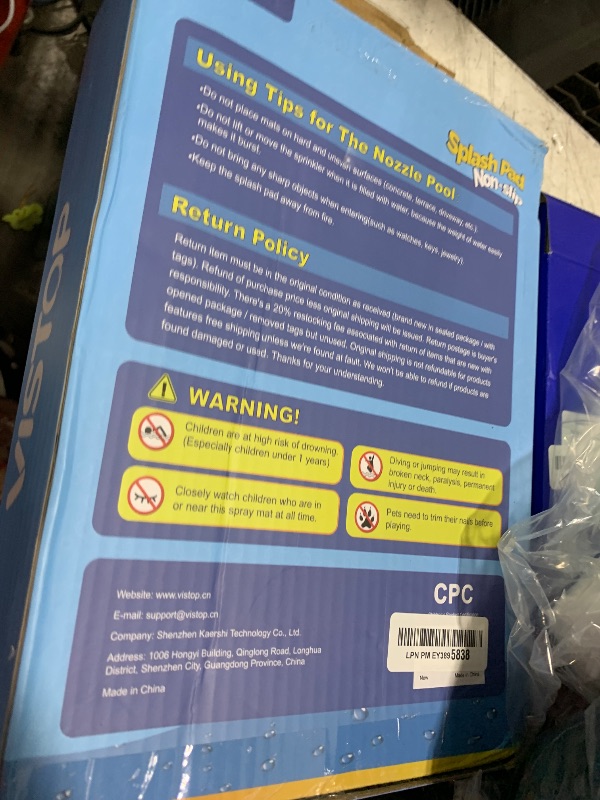 Splash Pad
Non-slip
Using Tips for The Nozzle Pool
•Do not place mats on hard and uneven surfaces (concrete, terrace, driveway, etc.)
•Do not lift or move the sprinkler when it is filled with water, because the weight of water easily
makes it burst.
•Do not bring any sharp objects when entering(such as watches, keys, jewelry).
•Keep the splash pad away from fire.
Return Policy
Return item must be in the original condition as received (brand new in sealed package / with
tags). Refund of purchase price less original shipping will be issued. Return postage is buyer's
responsibility. There's a 20% restocking fee associated with return of items that are new with
opened package / removed tags but unused. Original shipping is not refundable for products
features free shipping unless we're found at fault. We won't be able to refund if products are
found damaged or used. Thanks for your understanding.
WARNING!
Children are at high risk of drowning.
(Especially children under 1 years)
Diving or jumping may result in
broken neck, paralysis, permanent
injury or death.
Closely watch children who are in
or near this spray mat at all time.
Pets need to trim their nails before
playing.
Website: www.vistop.cn
E-mail: support@vistop.cn
Company: Shenzhen Kaershi Technology Co., Ltd.
Address: 1006 Hongyi Building, Qinglong Road, Longhua
District, Shenzhen City, Guangdong Province, China
Made in China
CPC
LPN PM EY3895838
New
Made in China
VISTOP